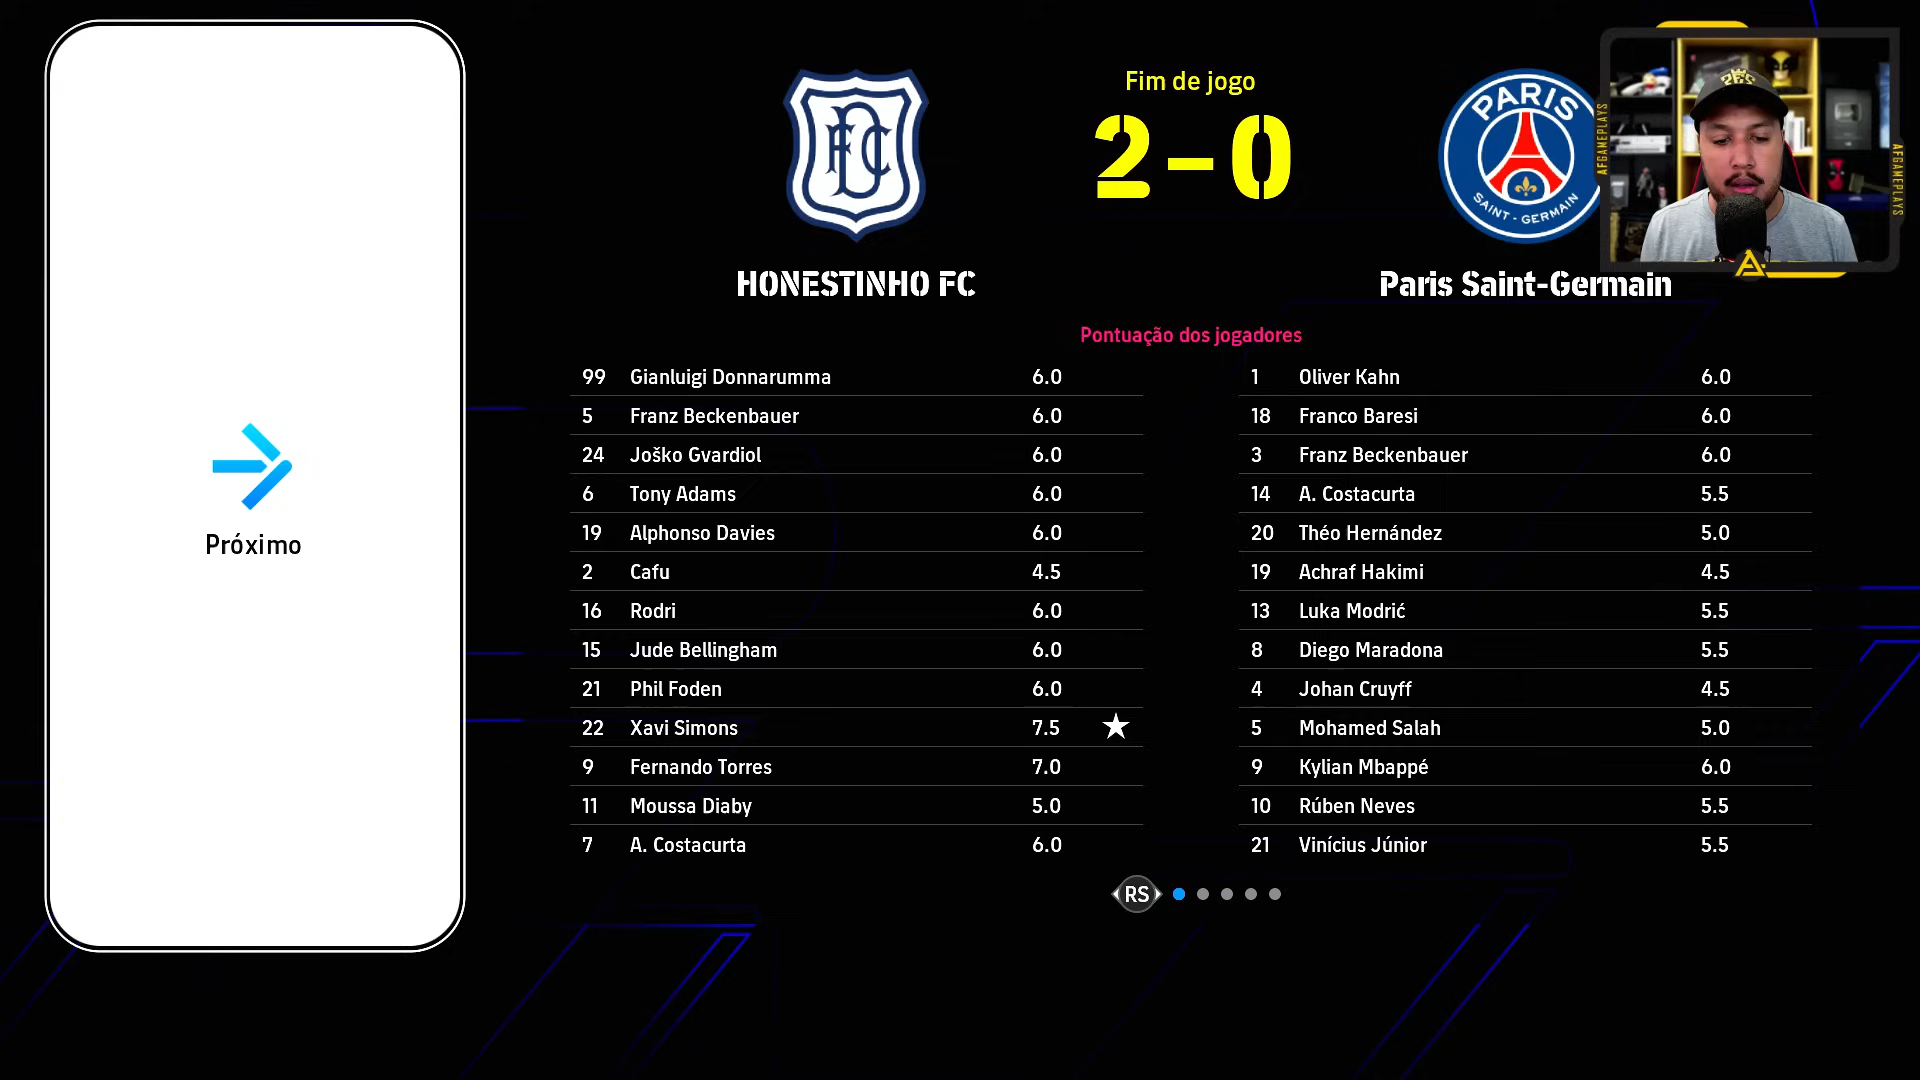 Fim de jogo
2-0
DFC
PARIS
SAINT-GERMAIN
HONESTINHO FC
Paris Saint-Germain
AFGAMEPLAYS
AFGAMEPLAYS
Pontuação dos jogadores
99 Gianluigi Donnarumma 6.0
5 Franz Beckenbauer 6.0
24 Joško Gvardiol 6.0
6 Tony Adams 6.0
19 Alphonso Davies 6.0
2 Cafu 4.5
16 Rodri 6.0
15 Jude Bellingham 6.0
21 Phil Foden 6.0
22 Xavi Simons 7.5
9 Fernando Torres 7.0
11 Moussa Diaby 5.0
7 A. Costacurta 6.0
1 Oliver Kahn 6.0
18 Franco Baresi 6.0
3 Franz Beckenbauer 6.0
14 A. Costacurta 5.5
20 Théo Hernández 5.0
19 Achraf Hakimi 4.5
13 Luka Modrić 5.5
8 Diego Maradona 5.5
4 Johan Cruyff 4.5
5 Mohamed Salah 5.0
9 Kylian Mbappé 6.0
10 Rúben Neves 5.5
21 Vinícius Júnior 5.5
RS
Próximo